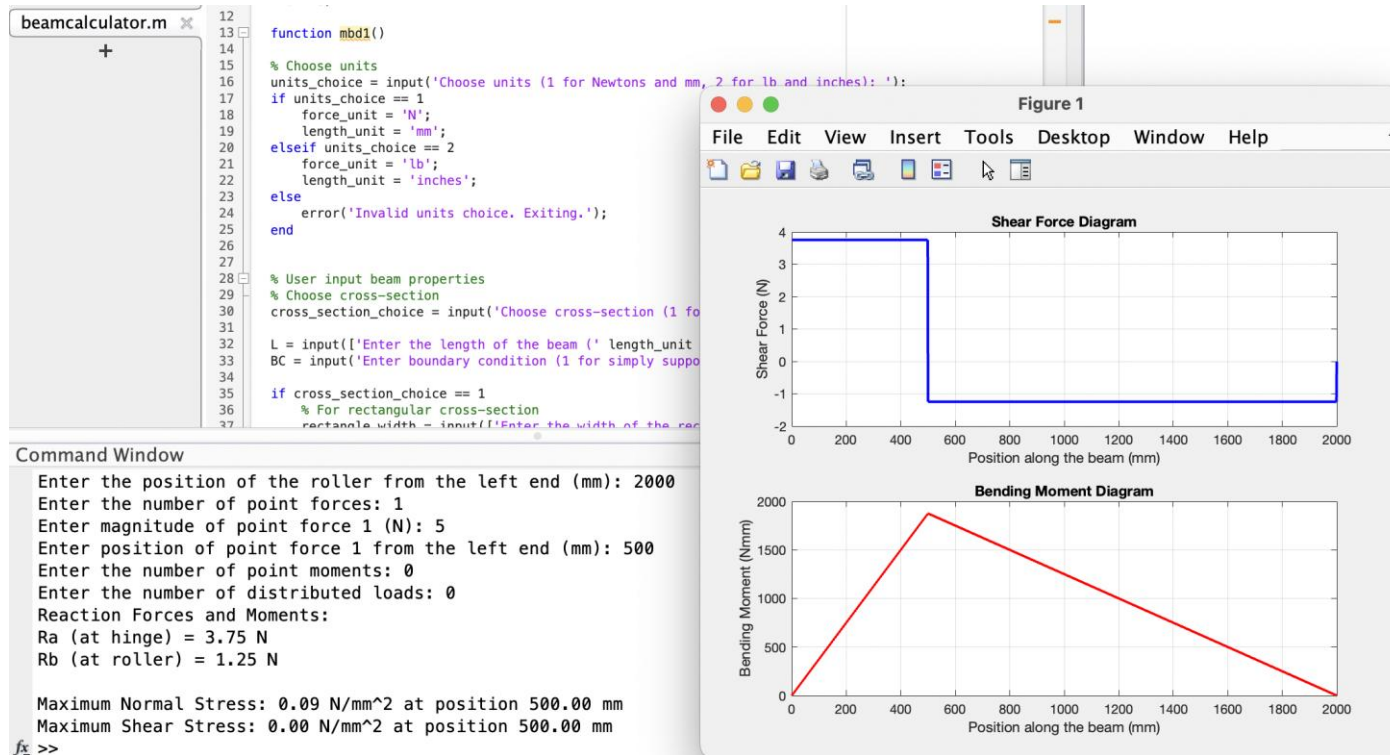 beamcalculator.m
+
12
13 function mbd1()
14
15 % Choose units
16 units_choice = input('Choose units (1 for Newtons and mm, 2 for lb and inches): ');
17 if units_choice == 1
18 force_unit = 'N';
19 length_unit = 'mm';
20 elseif units_choice == 2
21 force_unit = 'lb';
22 length_unit = 'inches';
23 else
24 error('Invalid units choice. Exiting.');
25 end
26
27
28 % User input beam properties
29 % Choose cross-section
30 cross_section_choice = input('Choose cross-section (1 fo
31
32 L = input(['Enter the length of the beam (' length_unit
33 BC = input('Enter boundary condition (1 for simply suppo
34
35 if cross_section_choice == 1
36 % For rectangular cross-section
37 rectangle_width = input(['Enter the width of the rec
Command Window
Enter the position of the roller from the left end (mm): 2000
Enter the number of point forces: 1
Enter magnitude of point force 1 (N): 5
Enter position of point force 1 from the left end (mm): 500
Enter the number of point moments: 0
Enter the number of distributed loads: 0
Reaction Forces and Moments:
Ra (at hinge) = 3.75 N
Rb (at roller) = 1.25 N
Maximum Normal Stress: 0.09 N/mm^2 at position 500.00 mm
Maximum Shear Stress: 0.00 N/mm^2 at position 500.00 mm
fx >>
Figure 1
File Edit View Insert Tools Desktop Window Help
Shear Force Diagram
Shear Force (N)
4
3
2
1
0
-1
-2
0 200 400 600 800 1000 1200 1400 1600 1800 2000
Position along the beam (mm)
Bending Moment Diagram
Bending Moment (Nmm)
2000
1500
1000
500
0
0 200 400 600 800 1000 1200 1400 1600 1800 2000
Position along the beam (mm)